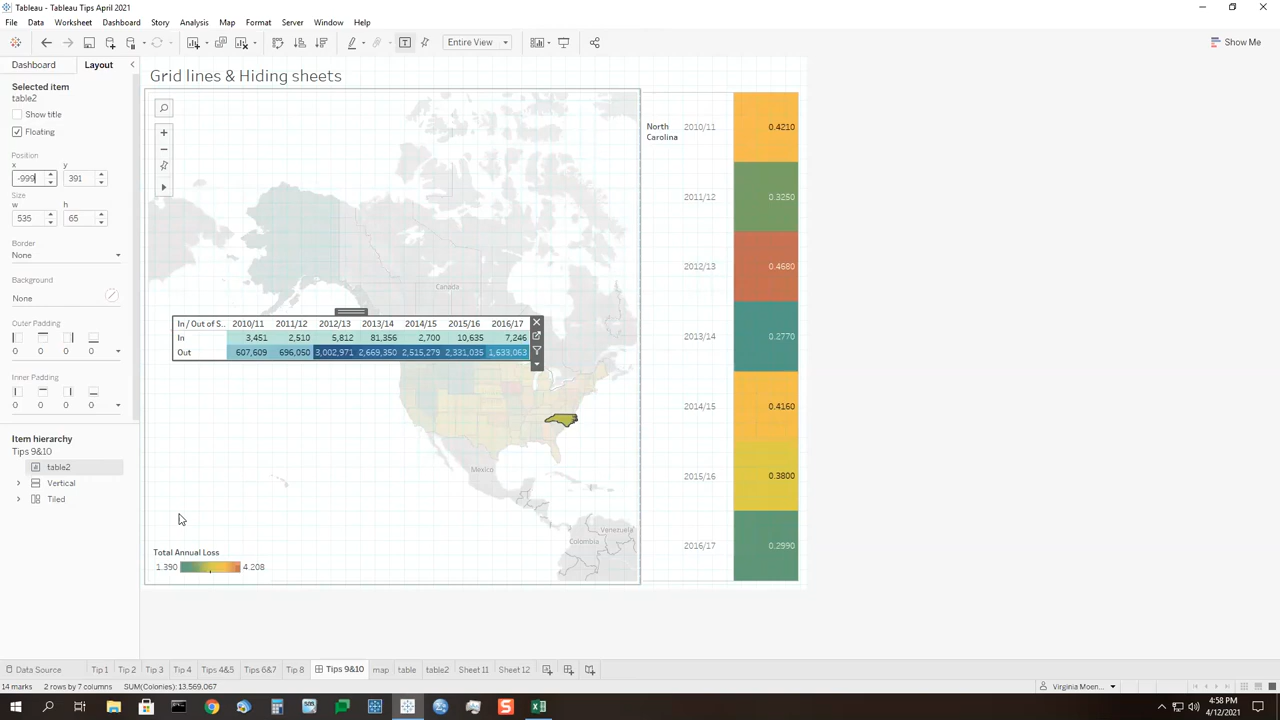 Tableau - Tableau Tips April 2021
File Data Worksheet Dashboard Story Analysis Map Format Server Window Help
Entire View
Show Me
Dashboard Layout
Selected item
table2
Show title
Floating
Position
x y
-999 391
Size
w h
535 65
Border
None
Background
None
Outer Padding
0 0 0 0
Inner Padding
0 0 0 0
Item hierarchy
Tips 9&10
table2
Vertical
Tiled
Grid lines & Hiding sheets
Canada
In / Out of S.. 2010/11 2011/12 2012/13 2013/14 2014/15 2015/16 2016/17
In 3,451 2,510 5,812 81,356 2,700 10,635 7,246
Out 607,609 696,050 3,002,971 2,669,350 2,515,279 2,331,035 1,633,063
Mexico
Venezuela
Colombia
Total Annual Loss
1.390 4.208
North
Carolina
2010/11 0.4210
2011/12 0.3250
2012/13 0.4680
2013/14 0.2770
2014/15 0.4160
2015/16 0.3800
2016/17 0.2990
Data Source Tip 1 Tip 2 Tip 3 Tip 4 Tips 4&5 Tips 6&7 Tip 8 Tips 9&10 map table table2 Sheet 11 Sheet 12
14 marks 2 rows by 7 columns SUM(Colonies): 13,569,067
Virginia Moen...
4:58 PM
4/12/2021